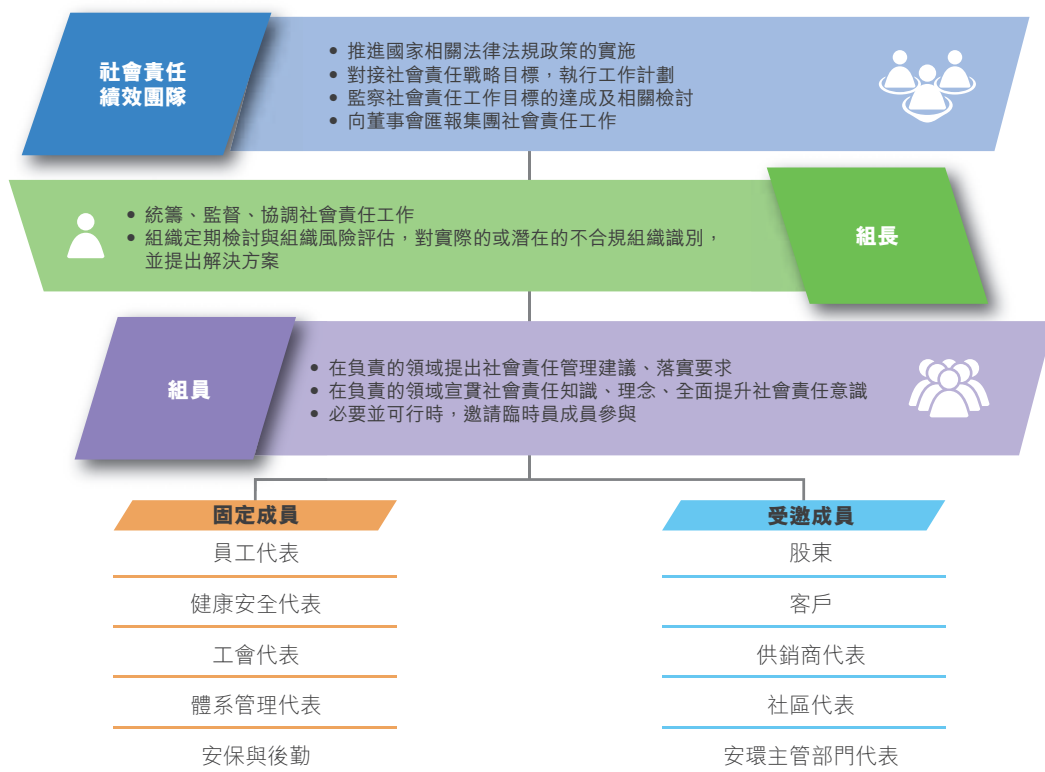 社會責任
績效團隊
• 推進國家相關法律法規政策的實施
• 對接社會責任戰略目標，執行工作計劃
• 監察社會責任工作目標的達成及相關檢討
• 向董事會匯報集團社會責任工作
• 統籌、監督、協調社會責任工作
• 組織定期檢討與組織風險評估，對實際的或潛在的不合規組織識別，
並提出解決方案
組長
組員
• 在負責的領域提出社會責任管理建議、落實要求
• 在負責的領域宣貫社會責任知識、理念、全面提升社會責任意識
• 必要並可行時，邀請臨時員成員參與
固定成員
員工代表
健康安全代表
工會代表
體系管理代表
安保與後勤
受邀成員
股東
客戶
供銷商代表
社區代表
安環主管部門代表